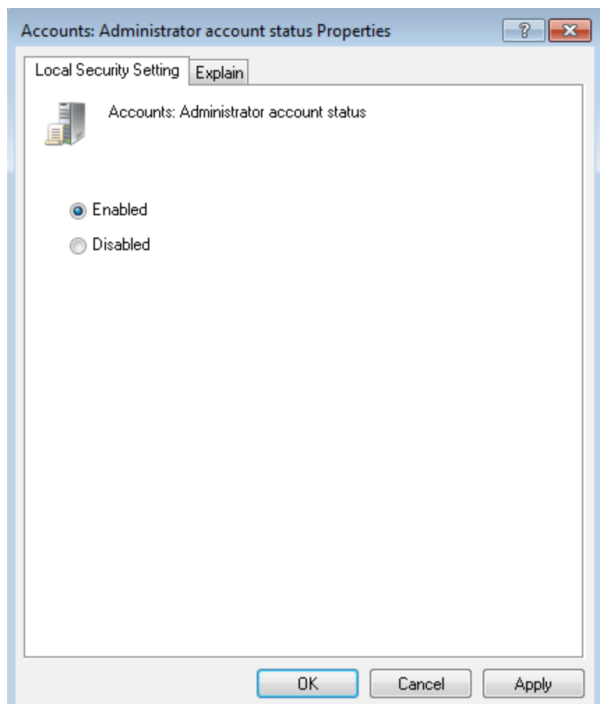 Accounts: Administrator account status Properties
?
Local Security Setting
Explain
Accounts: Administrator account status
Enabled
Disabled
OK
Cancel
Apply